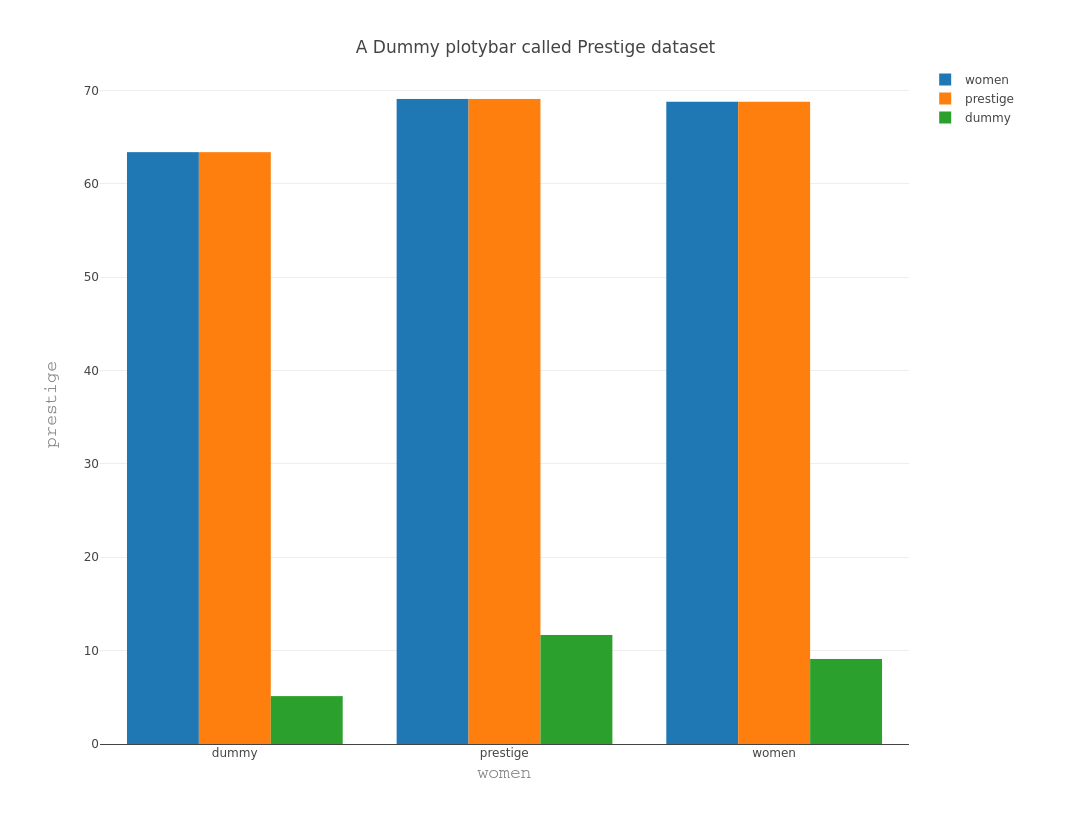 A Dummy plotybar called Prestige dataset
women
prestige
dummy
70
60
50
40
30
20
10
0
prestige
dummy prestige women
women